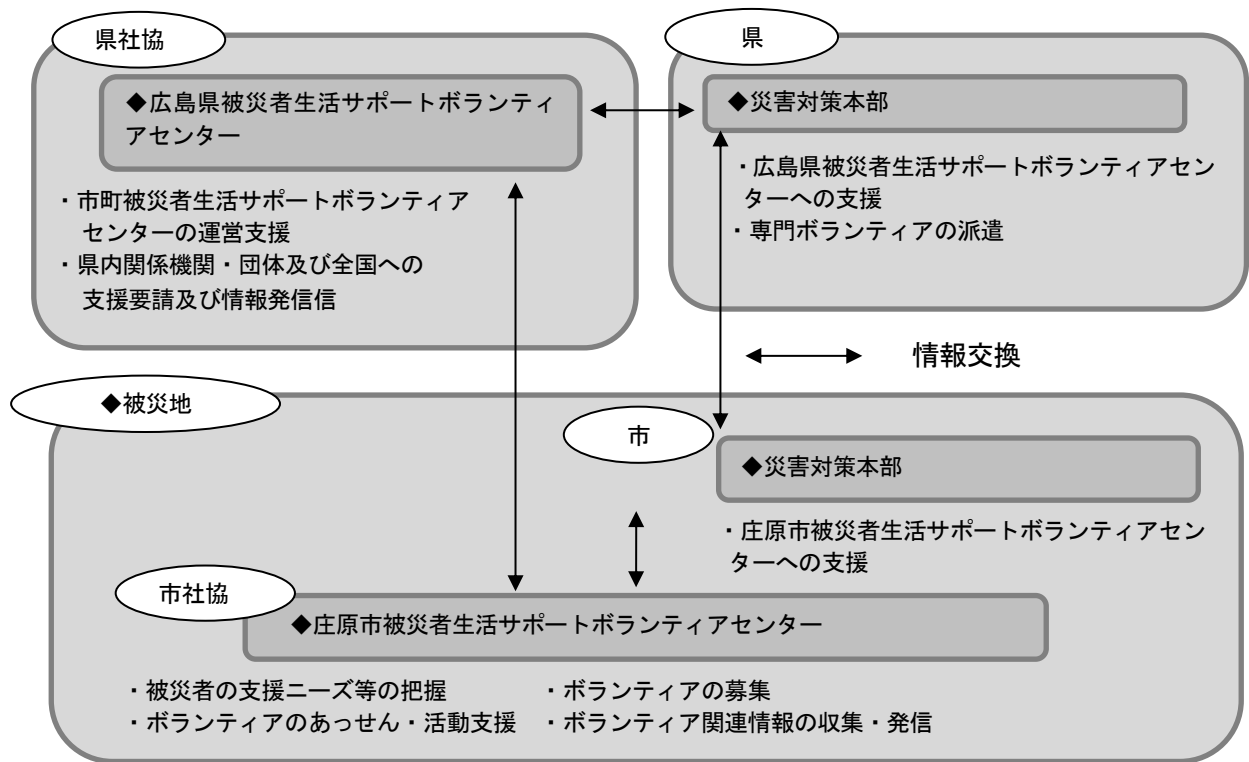 県社協
◆広島県被災者生活サポートボランティ
アセンター
・市町被災者生活サポートボランティア
センターの運営支援
・県内関係機関・団体及び全国への
支援要請及び情報発信信
県
◆災害対策本部
・広島県被災者生活サポートボランティアセン
ターへの支援
・専門ボランティアの派遣
情報交換
◆被災地
市
◆災害対策本部
・庄原市被災者生活サポートボランティアセン
ターへの支援
市社協
◆庄原市被災者生活サポートボランティアセンター
・被災者の支援ニーズ等の把握
・ボランティアのあっせん・活動支援
・ボランティアの募集
・ボランティア関連情報の収集・発信